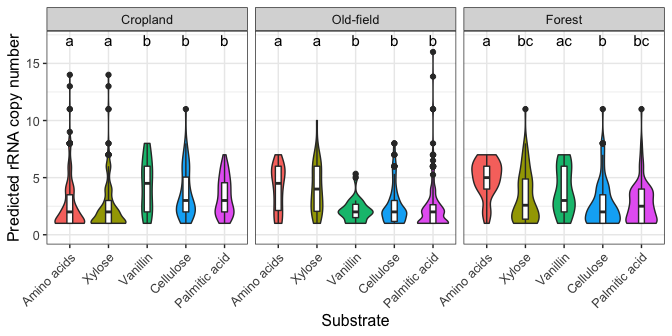 Cropland Old-field Forest
a a b b b a a b b b a bc ac b bc
15
10
5
0
Predicted rRNA copy number
Amino acids Xylose Vanillin Cellulose Palmitic acid Amino acids Xylose Vanillin Cellulose Palmitic acid Amino acids Xylose Vanillin Cellulose Palmitic acid
Substrate